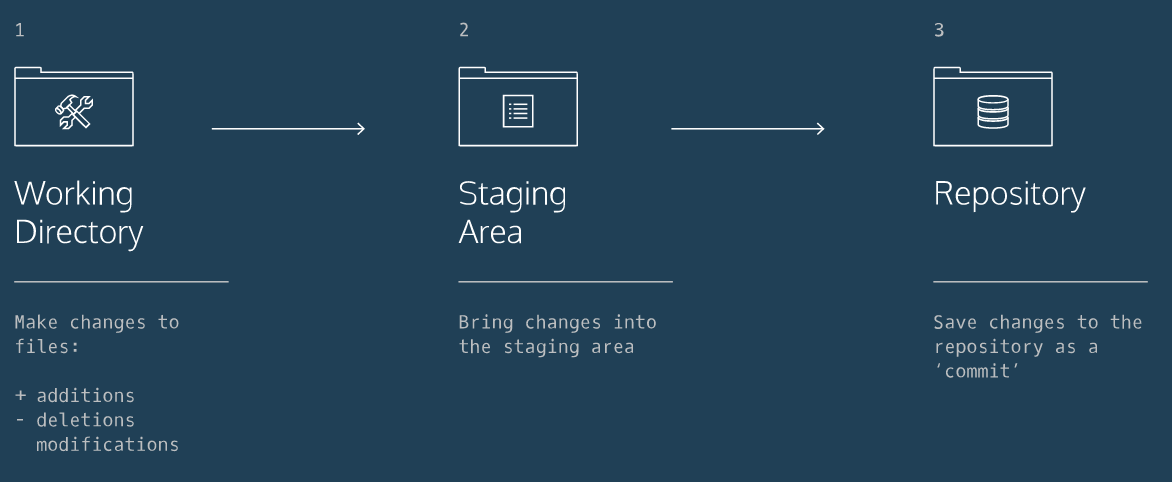 1
Working
Directory
Make changes to
files:
+ additions
- deletions
modifications
2
Staging
Area
Bring changes into
the staging area
3
Repository
Save changes to the
repository as a
‘commit’